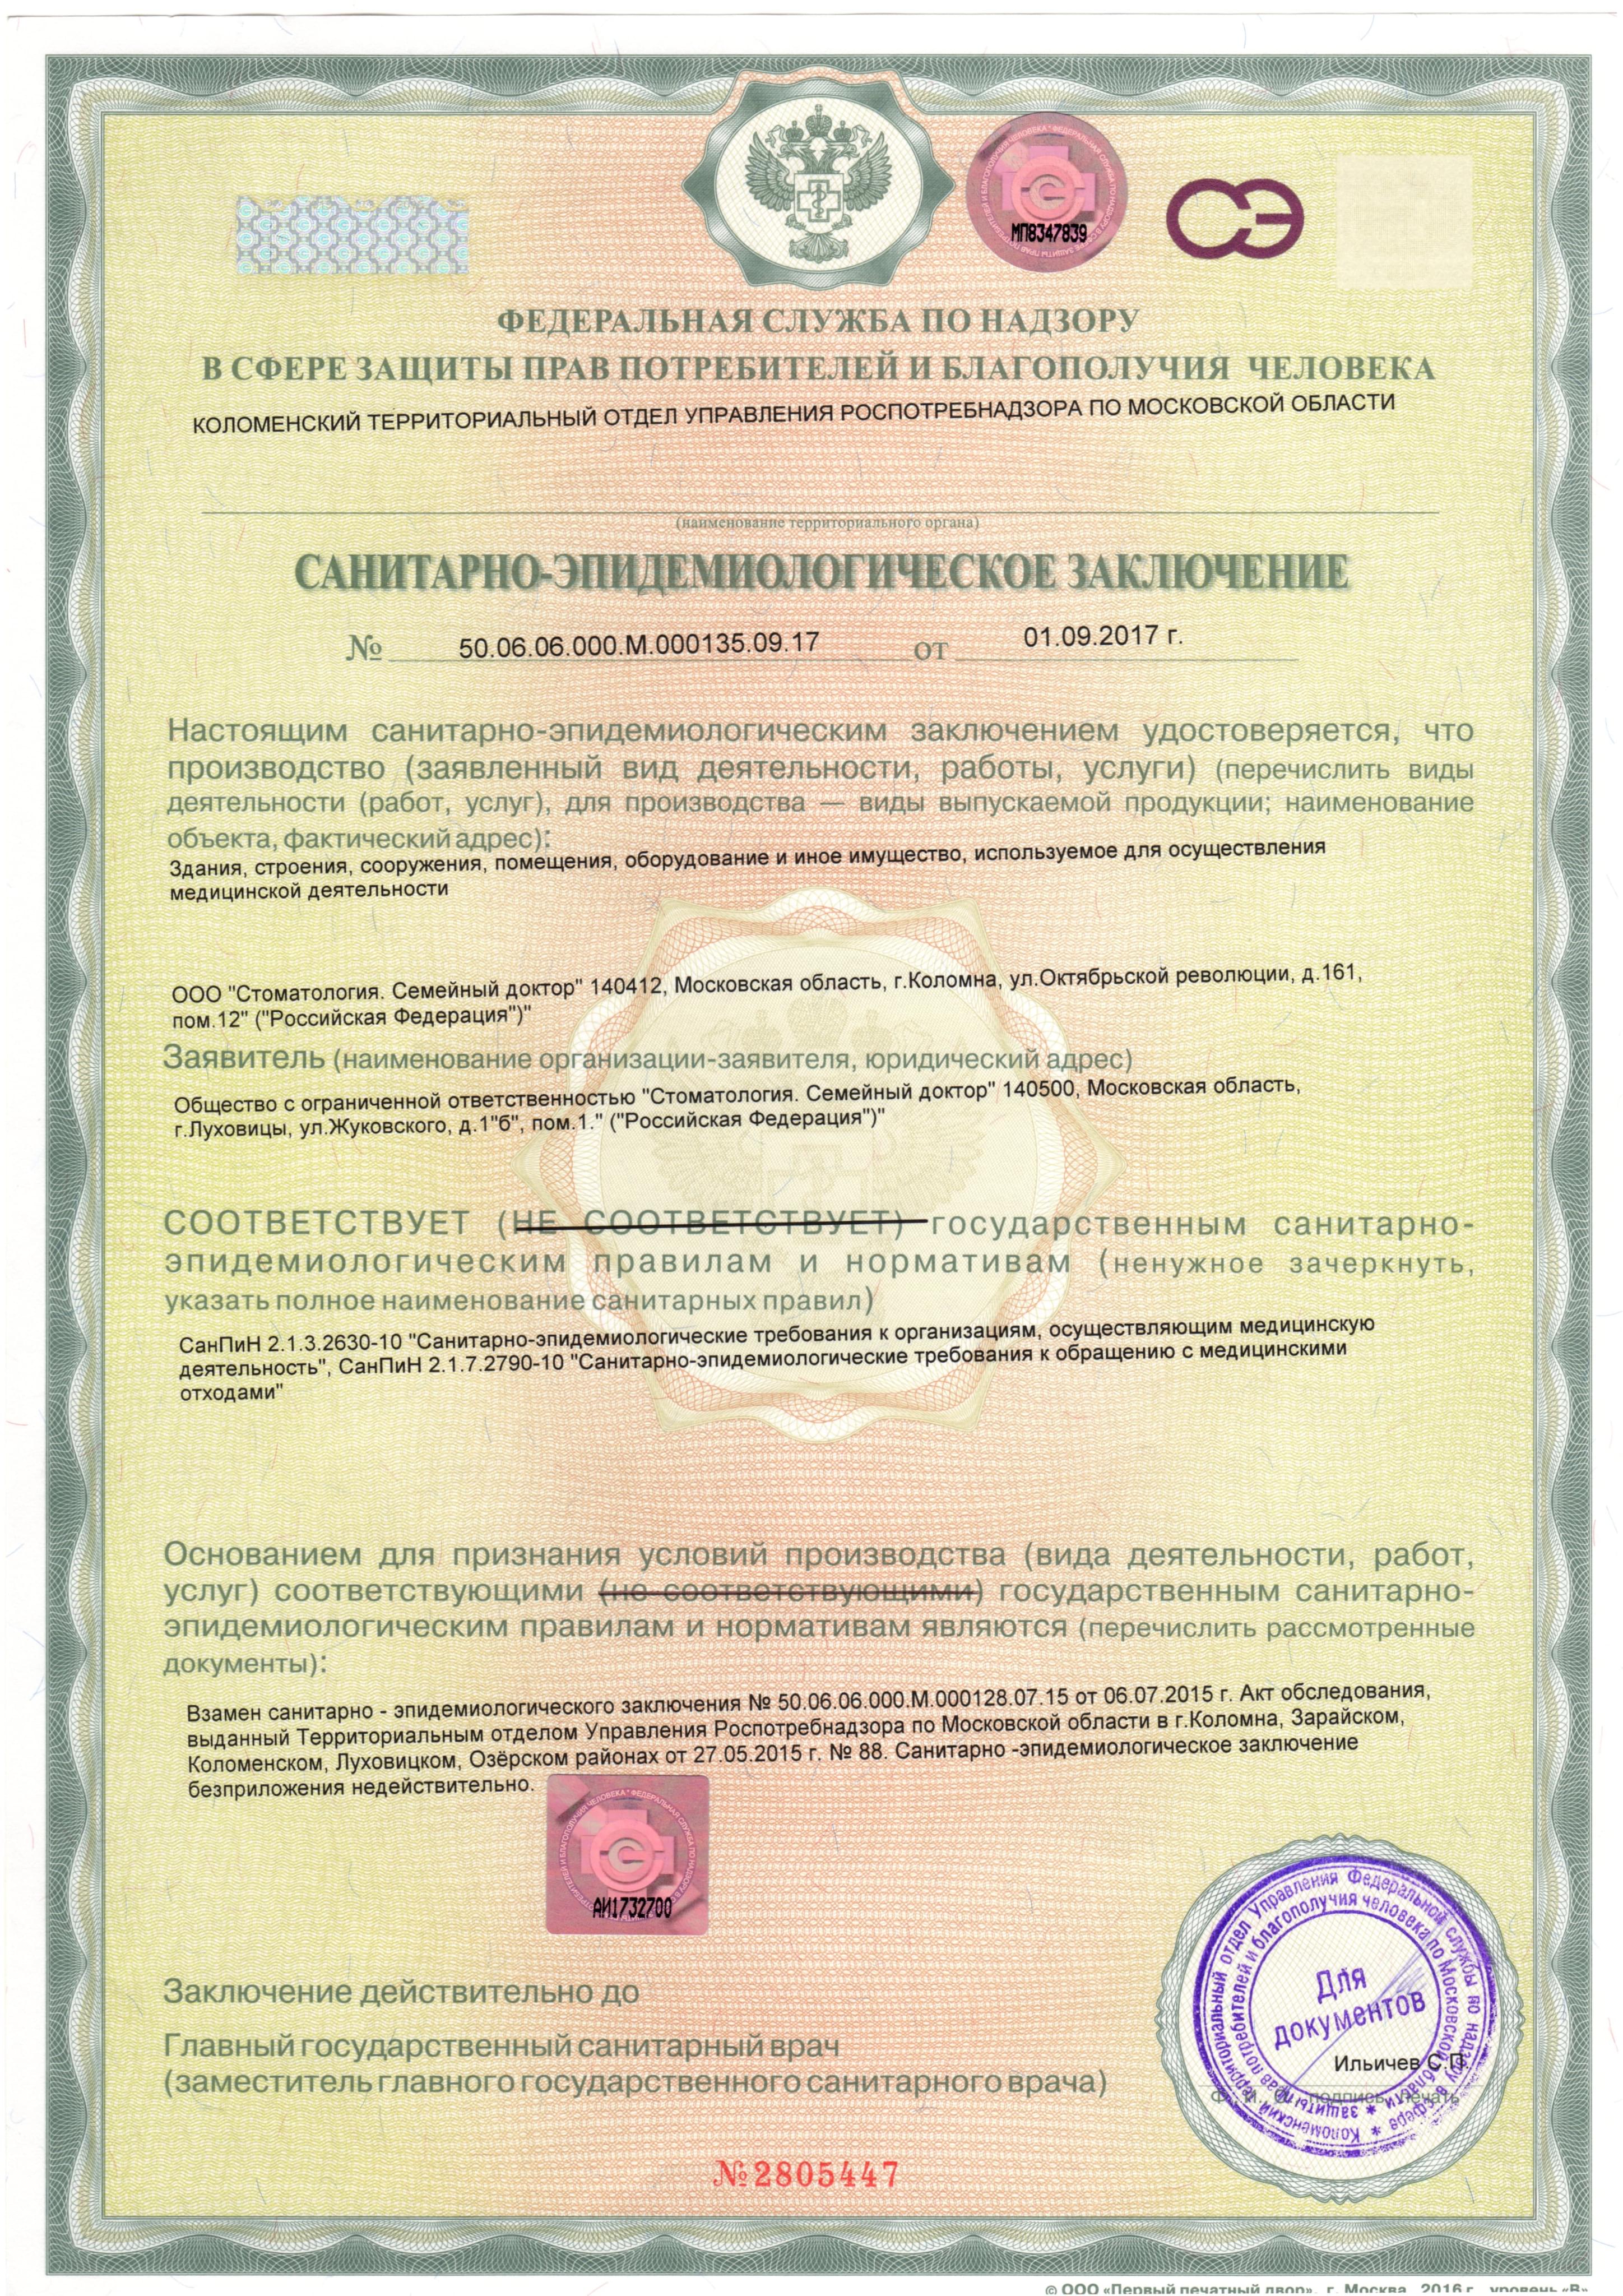 МП8347839
СЭ
ФЕДЕРАЛЬНАЯ СЛУЖБА ПО НАДЗОРУ
В СФЕРЕ ЗАЩИТЫ ПРАВ ПОТРЕБИТЕЛЕЙ И БЛАГОПОЛУЧИЯ ЧЕЛОВЕКА
КОЛОМЕНСКИЙ ТЕРРИТОРИАЛЬНЫЙ ОТДЕЛ УПРАВЛЕНИЯ РОСПОТРЕБНАДЗОРА ПО МОСКОВСКОЙ ОБЛАСТИ
(наименование территориального органа)
САНИТАРНО-ЭПИДЕМИОЛОГИЧЕСКОЕ ЗАКЛЮЧЕНИЕ
№ 50.06.06.000.М.000135.09.17 от 01.09.2017 г.
Настоящим санитарно-эпидемиологическим заключением удостоверяется, что
производство (заявленный вид деятельности, работы, услуги) (перечислить виды
деятельности (работ, услуг), для производства — виды выпускаемой продукции; наименование
объекта, фактический адрес):
Здания, строения, сооружения, помещения, оборудование и иное имущество, используемое для осуществления
медицинской деятельности
ООО "Стоматология. Семейный доктор" 140412, Московская область, г.Коломна, ул.Октябрьской революции, д.161,
пом.12" ("Российская Федерация")"
Заявитель (наименование организации-заявителя, юридический адрес)
Общество с ограниченной ответственностью "Стоматология. Семейный доктор" 140500, Московская область,
г.Луховицы, ул.Жуковского, д.1"б", пом.1." ("Российская Федерация")"
СООТВЕТСТВУЕТ (НЕ СООТВЕТСТВУЕТ) государственным санитарно-
эпидемиологическим правилам и нормативам (ненужное зачеркнуть,
указать полное наименование санитарных правил)
СанПиН 2.1.3.2630-10 "Санитарно-эпидемиологические требования к организациям, осуществляющим медицинскую
деятельность", СанПиН 2.1.7.2790-10 "Санитарно-эпидемиологические требования к обращению с медицинскими
отходами"
Основанием для признания условий производства (вида деятельности, работ,
услуг) соответствующими (не соответствующими) государственным санитарно-
эпидемиологическим правилам и нормативам являются (перечислить рассмотренные
документы):
Взамен санитарно - эпидемиологического заключения № 50.06.06.000.М.000128.07.15 от 06.07.2015 г. Акт обследования,
выданный Территориальным отделом Управления Роспотребнадзора по Московской области в г.Коломна, Зарайском,
Коломенском, Луховицком, Озёрском районах от 27.05.2015 г. № 88. Санитарно -эпидемиологическое заключение
безприложения недействительно.
АИ1732700
Заключение действительно до
Главный государственный санитарный врач
(заместитель главного государственного санитарного врача)
Коломенский территориальный отдел Управления Федеральной службы по надзору в сфере
защиты прав потребителей и благополучия человека по Московской области
Для
документов
Ильичев С.П.
Ф. И. О., подпись, печать
№2805447
© ООО «Первый печатный двор», г. Москва, 2016 г., уровень «В»